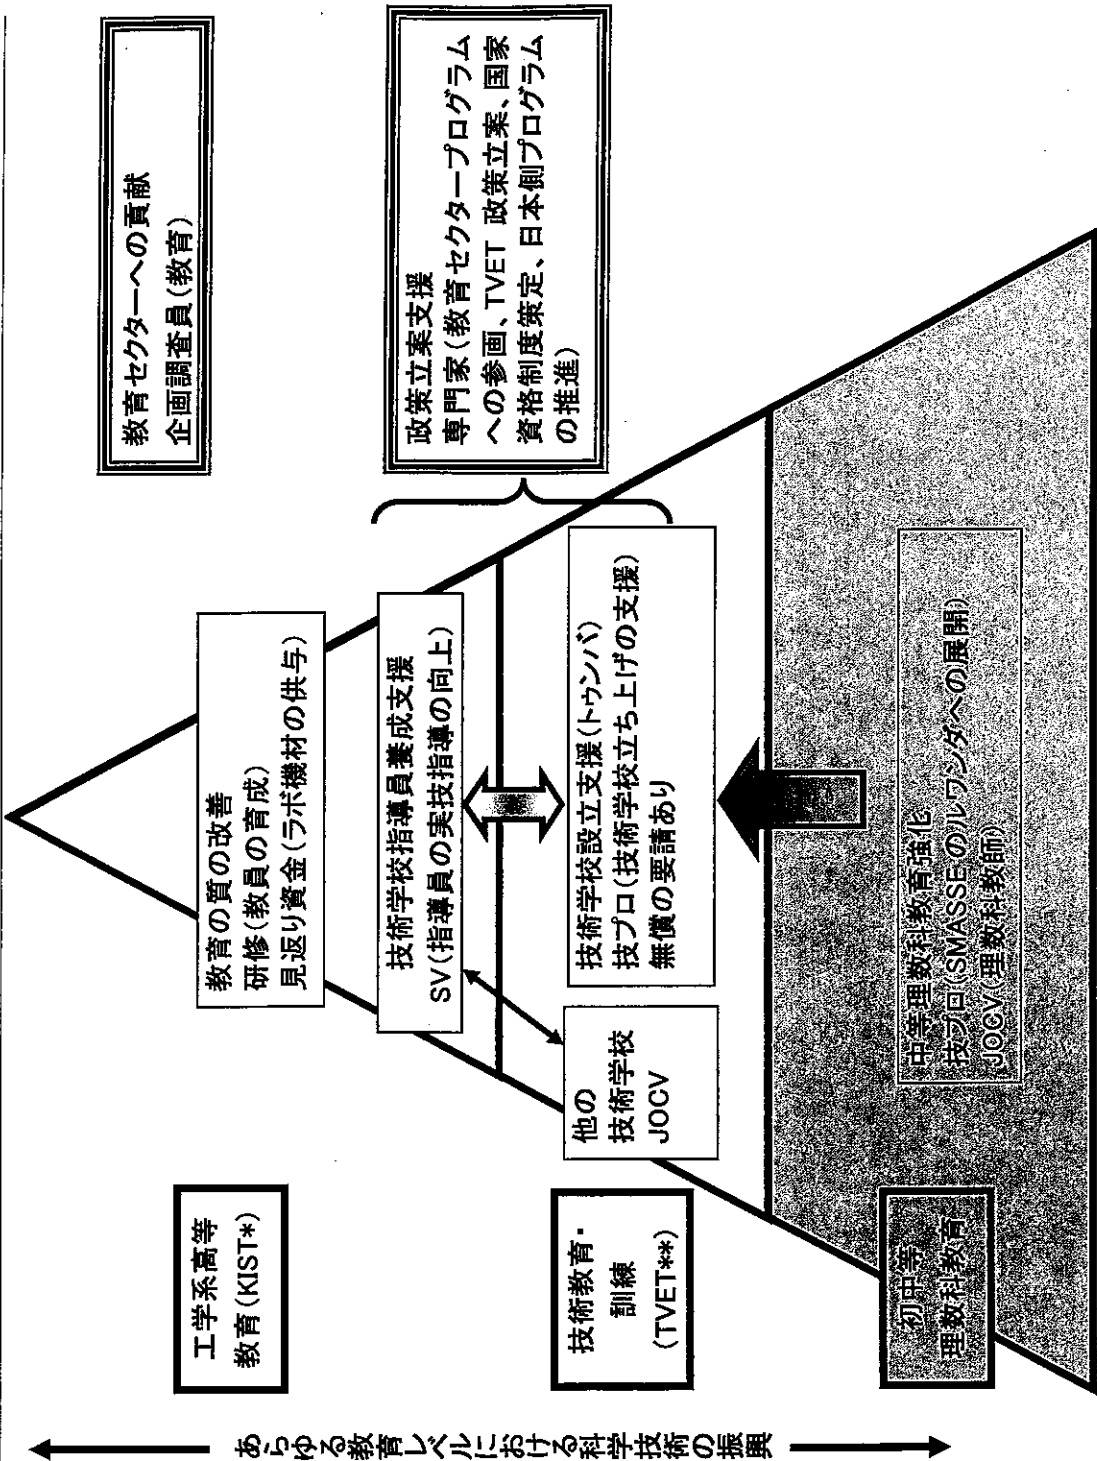 あらゆる教育レベルにおける科学技術の振興
工学系高等
教育(KIST*)
教育の質の改善
研修(教員の育成)
見返り資金(ラボ機材の供与)
教育セクターへの貢献
企画調査員(教育)
技術学校指導員養成支援
SV(指導員の実技指導の向上)
政策立案支援
専門家(教育セクタープログラム
への参画、TVET 政策立案、国家
資格制度策定、日本側プログラム
の推進)
技術教育・
訓練
(TVET**)
他の
技術学校
JOCV
技術学校設立支援(トゥンバ)
技プロ(技術学校立ち上げの支援)
無償の要請あり
初中等
理数科教育
中等理数科教育強化
技プロ(SMASSEのルワンダへの展開)
JOCV(理数科教師)